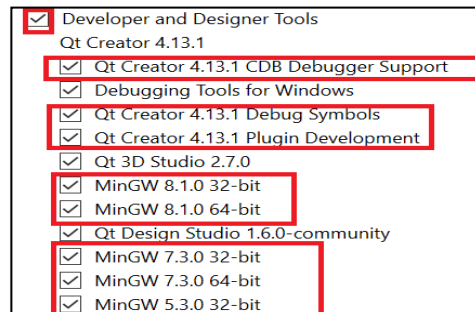 Developer and Designer Tools
Qt Creator 4.13.1
Qt Creator 4.13.1 CDB Debugger Support
Debugging Tools for Windows
Qt Creator 4.13.1 Debug Symbols
Qt Creator 4.13.1 Plugin Development
Qt 3D Studio 2.7.0
MinGW 8.1.0 32-bit
MinGW 8.1.0 64-bit
Qt Design Studio 1.6.0-community
MinGW 7.3.0 32-bit
MinGW 7.3.0 64-bit
MinGW 5.3.0 32-bit